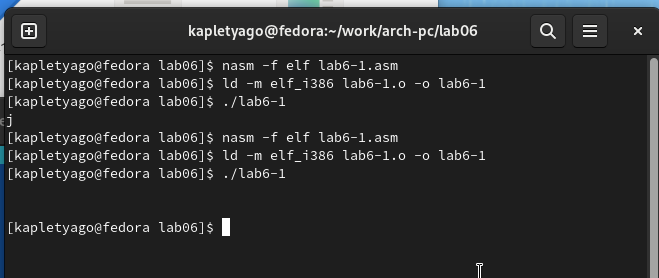 kapletyago@fedora:~/work/arch-pc/lab06
[kapletyago@fedora lab06]$ nasm -f elf lab6-1.asm
[kapletyago@fedora lab06]$ ld -m elf_i386 lab6-1.o -o lab6-1
[kapletyago@fedora lab06]$ ./lab6-1
j
[kapletyago@fedora lab06]$ nasm -f elf lab6-1.asm
[kapletyago@fedora lab06]$ ld -m elf_i386 lab6-1.o -o lab6-1
[kapletyago@fedora lab06]$ ./lab6-1
[kapletyago@fedora lab06]$